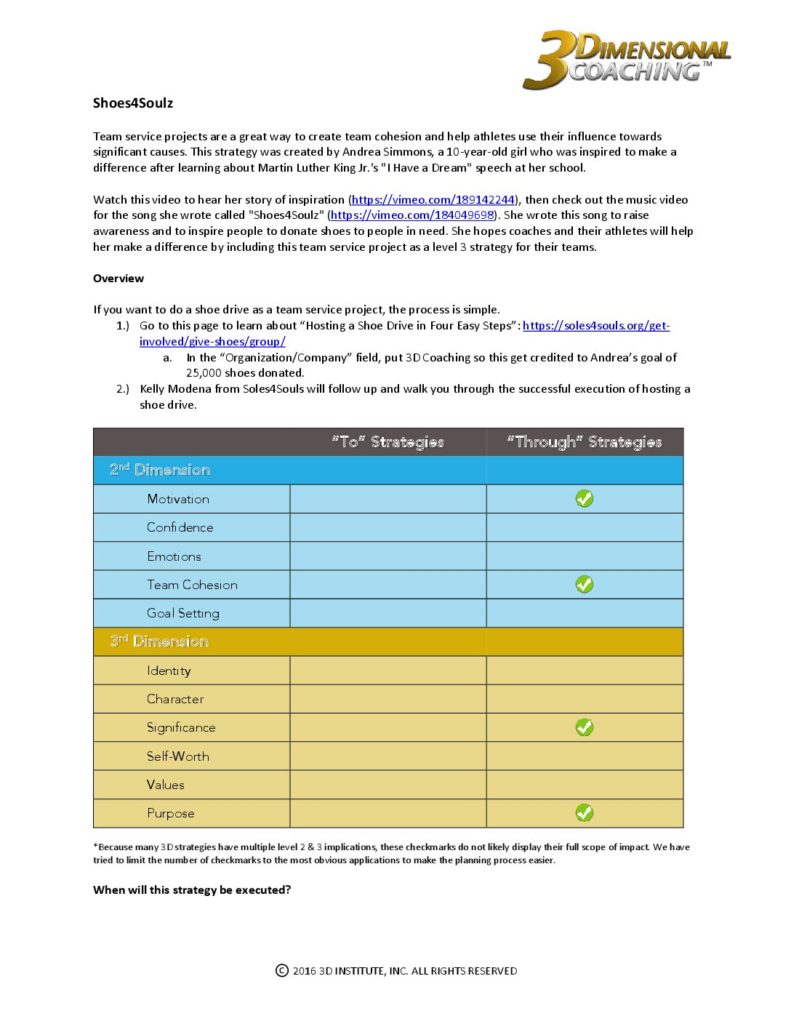 3DIMENSIONAL
COACHING™
Shoes4Soulz
Team service projects are a great way to create team cohesion and help athletes use their influence towards
significant causes. This strategy was created by Andrea Simmons, a 10-year-old girl who was inspired to make a
difference after learning about Martin Luther King Jr.'s "I Have a Dream" speech at her school.
Watch this video to hear her story of inspiration (https://vimeo.com/189142244), then check out the music video
for the song she wrote called "Shoes4Soulz" (https://vimeo.com/184049698). She wrote this song to raise
awareness and to inspire people to donate shoes to people in need. She hopes coaches and their athletes will help
her make a difference by including this team service project as a level 3 strategy for their teams.
Overview
If you want to do a shoe drive as a team service project, the process is simple.
1.) Go to this page to learn about “Hosting a Shoe Drive in Four Easy Steps”: https://soles4souls.org/get-
involved/give-shoes/group/
a. In the “Organization/Company” field, put 3D Coaching so this get credited to Andrea’s goal of
25,000 shoes donated.
2.) Kelly Modena from Soles4Souls will follow up and walk you through the successful execution of hosting a
shoe drive.
“To” Strategies “Through” Strategies
2nd Dimension
Motivation
Confidence
Emotions
Team Cohesion
Goal Setting
3rd Dimension
Identity
Character
Significance
Self-Worth
Values
Purpose
*Because many 3D strategies have multiple level 2 & 3 implications, these checkmarks do not likely display their full scope of impact. We have
tried to limit the number of checkmarks to the most obvious applications to make the planning process easier.
When will this strategy be executed?
© 2016 3D INSTITUTE, INC. ALL RIGHTS RESERVED